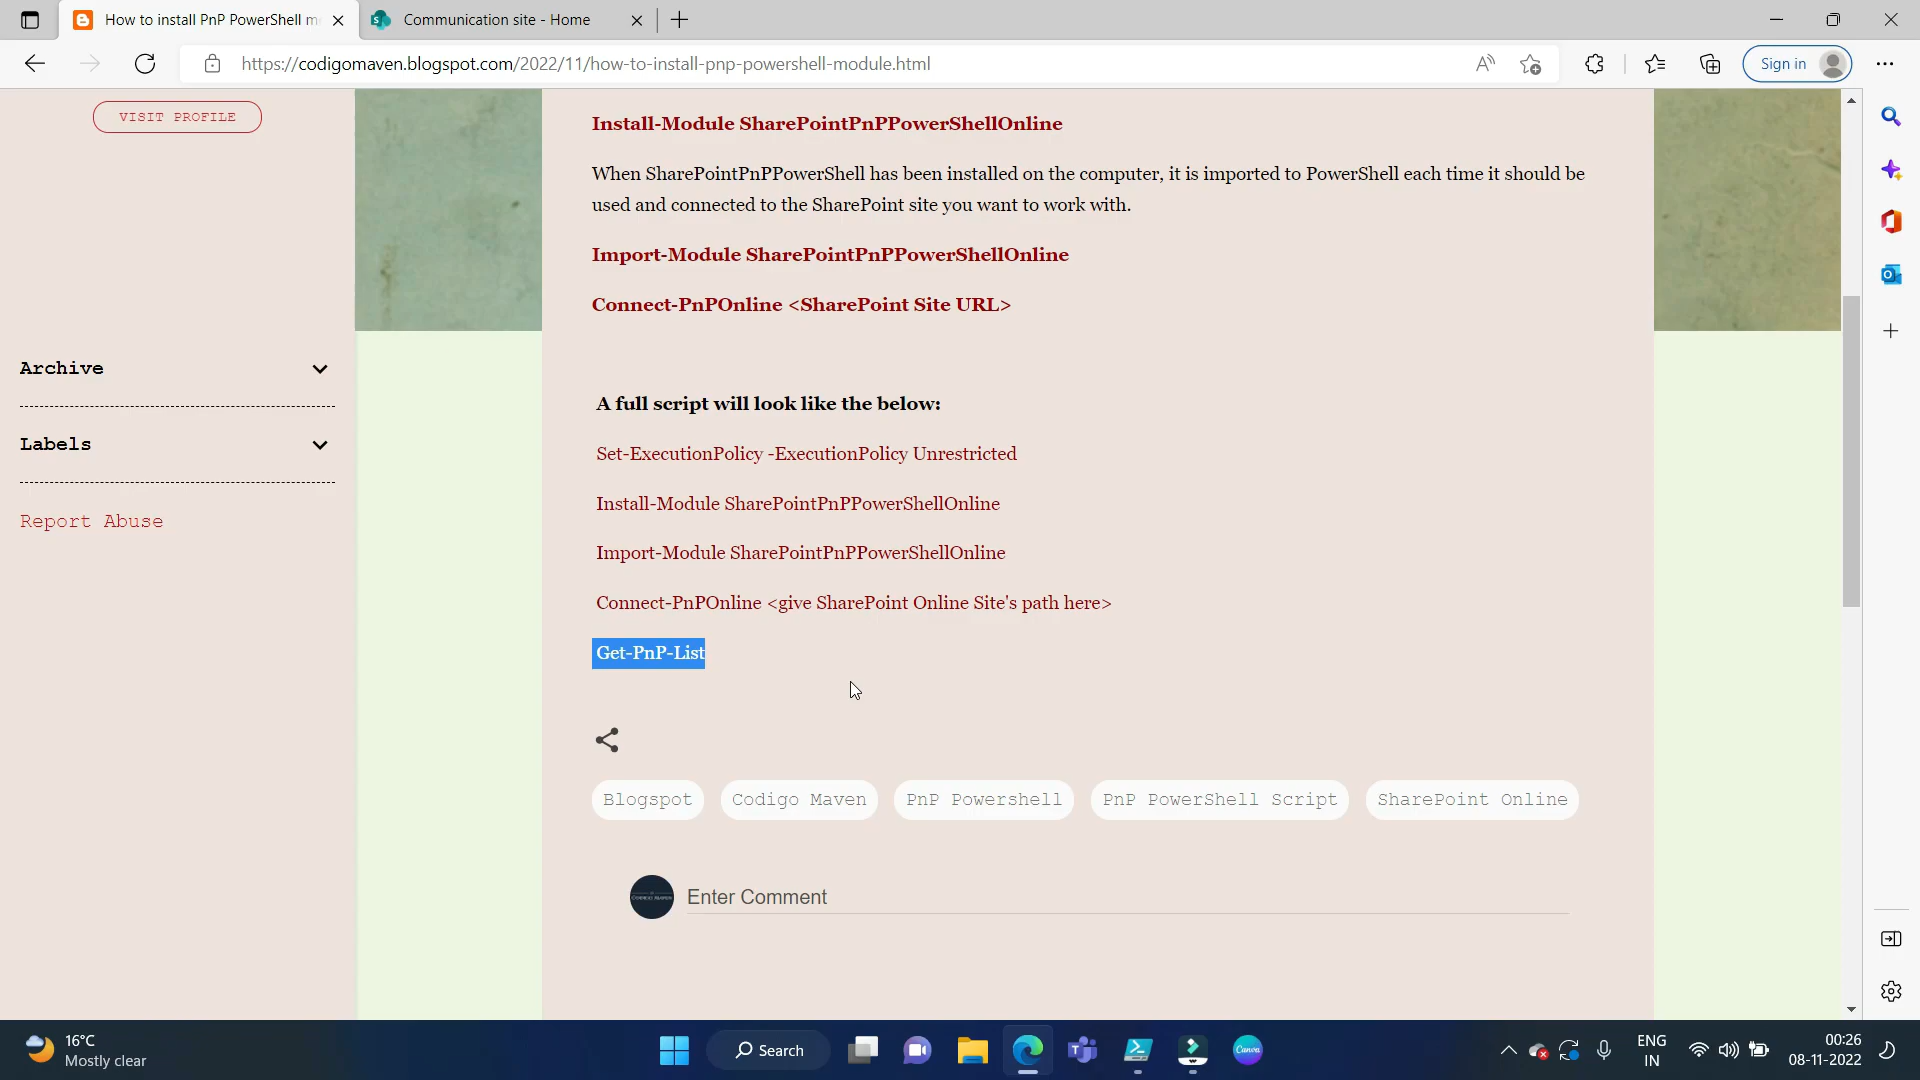 How to install PnP PowerShell m
Communication site - Home
https://codigomaven.blogspot.com/2022/11/how-to-install-pnp-powershell-module.html
Sign in
VISIT PROFILE
Archive
Labels
Report Abuse
Install-Module SharePointPnPPowerShellOnline
When SharePointPnPPowerShell has been installed on the computer, it is imported to PowerShell each time it should be
used and connected to the SharePoint site you want to work with.
Import-Module SharePointPnPPowerShellOnline
Connect-PnPOnline <SharePoint Site URL>
A full script will look like the below:
Set-ExecutionPolicy -ExecutionPolicy Unrestricted
Install-Module SharePointPnPPowerShellOnline
Import-Module SharePointPnPPowerShellOnline
Connect-PnPOnline <give SharePoint Online Site's path here>
Get-PnP-List
Blogspot Codigo Maven PnP Powershell PnP PowerShell Script SharePoint Online
Enter Comment
16°C
Mostly clear
Search
Canva
ENG
IN
00:26
08-11-2022